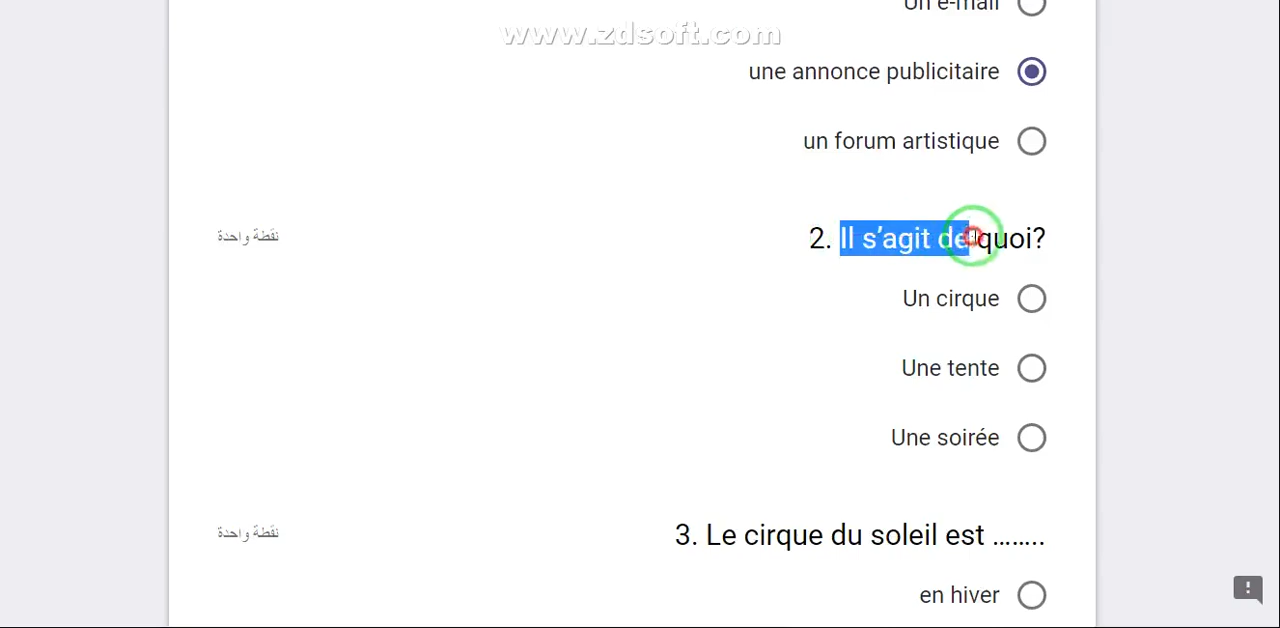 Un e-mail
www.zdsoft.com
une annonce publicitaire
un forum artistique
2. Il s’agit de quoi?
نقطة واحدة
Un cirque
Une tente
Une soirée
3. Le cirque du soleil est ........
نقطة واحدة
en hiver